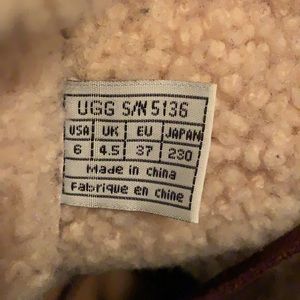 UGG S/N 5136
USA UK EU JAPAN
6 4.5 37 230
Made in china
Fabrique en chine